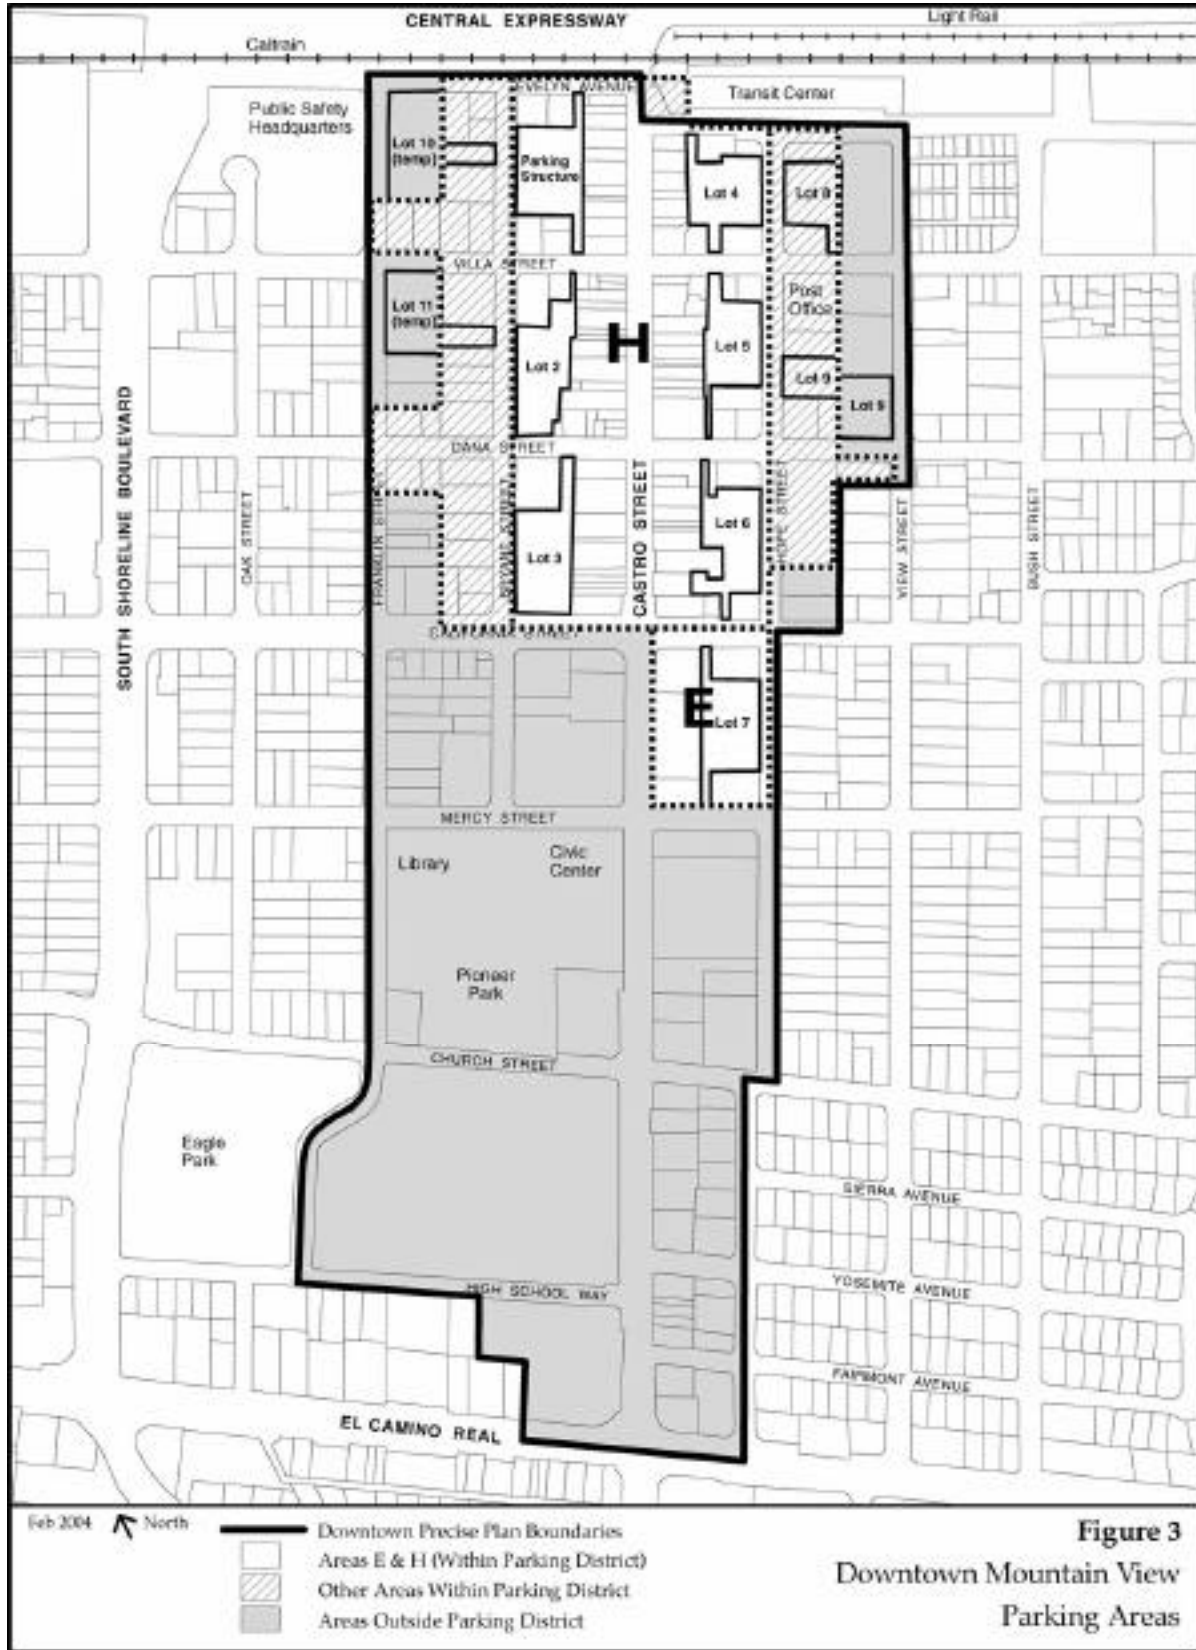 CENTRAL EXPRESSWAY
Light Rail
Caltrain
EVELYN AVENUE
Transit Center
Public Safety
Headquarters
Lot 10
(temp)
Parking
Structure
Lot 4
Lot 8
VILLA STREET
Lot 11
(temp)
Post
Office
H
Lot 2
Lot 5
Lot 9
Lot 9
DANA STREET
SOUTH SHORELINE BOULEVARD
OAK STREET
FRANKLIN STREET
BRYANT STREET
Lot 3
CASTRO STREET
Lot 6
HOPE STREET
VIEW STREET
BUSH STREET
CALIFORNIA STREET
E
Lot 7
MERCY STREET
Library
Civic
Center
Pioneer
Park
CHURCH STREET
Eagle
Park
SIERRA AVENUE
HIGH SCHOOL WAY
YOSEMITE AVENUE
FAIRMONT AVENUE
EL CAMINO REAL
Feb 2004
North
Downtown Precise Plan Boundaries
Areas E & H (Within Parking District)
Other Areas Within Parking District
Areas Outside Parking District
Figure 3
Downtown Mountain View
Parking Areas